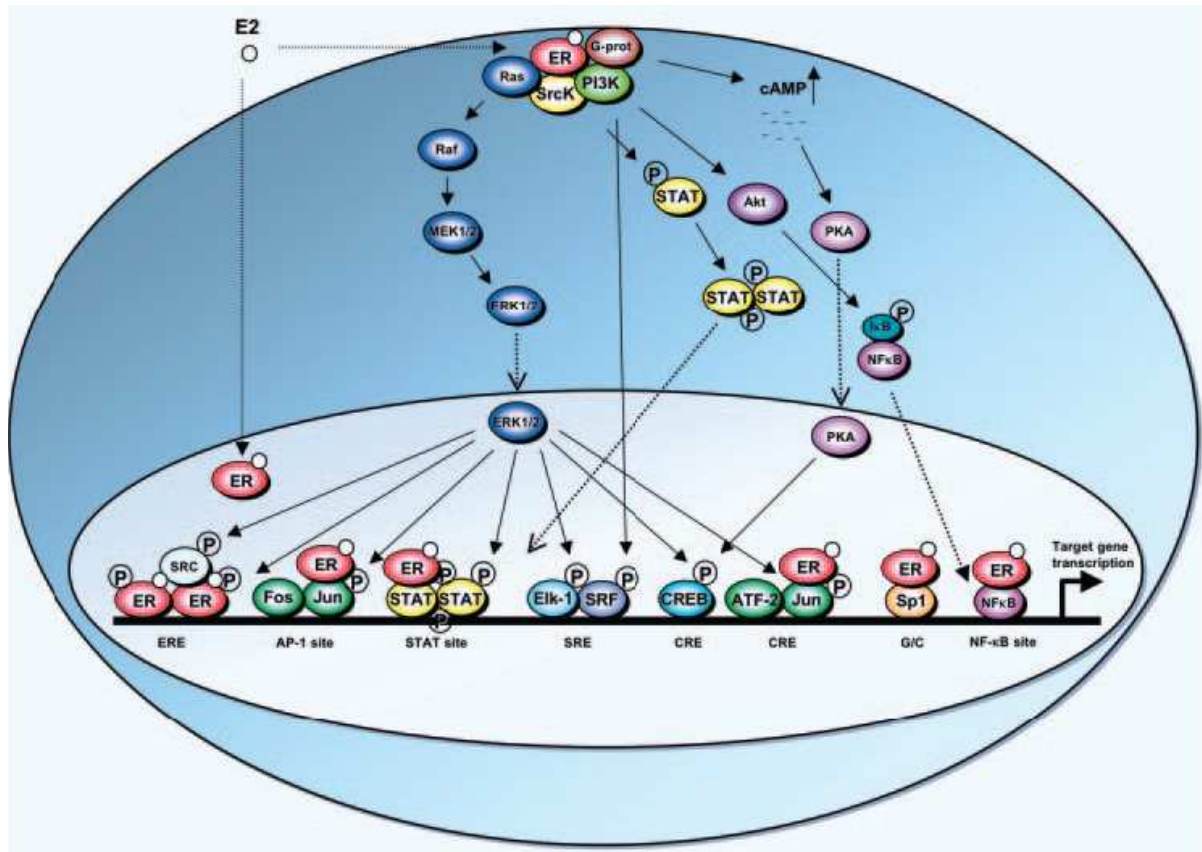 E2
G-prot
ER
Ras
PI3K
SrcK
cAMP
Raf
P
STAT
Akt
MEK1/2
PKA
P
STAT STAT
P
ERK1/2
P
IκB
NFκB
ERK1/2
PKA
ER
P
SRC
P
ER
P
ER
ER
P
Fos
Jun
ER
P
P
STAT
STAT
P
P
P
Elk-1
SRF
P
CREB
ER
P
ATF-2
Jun
ER
Sp1
ER
NFκB
Target gene
transcription
ERE
AP-1 site
STAT site
SRE
CRE
CRE
G/C
NF-κB site